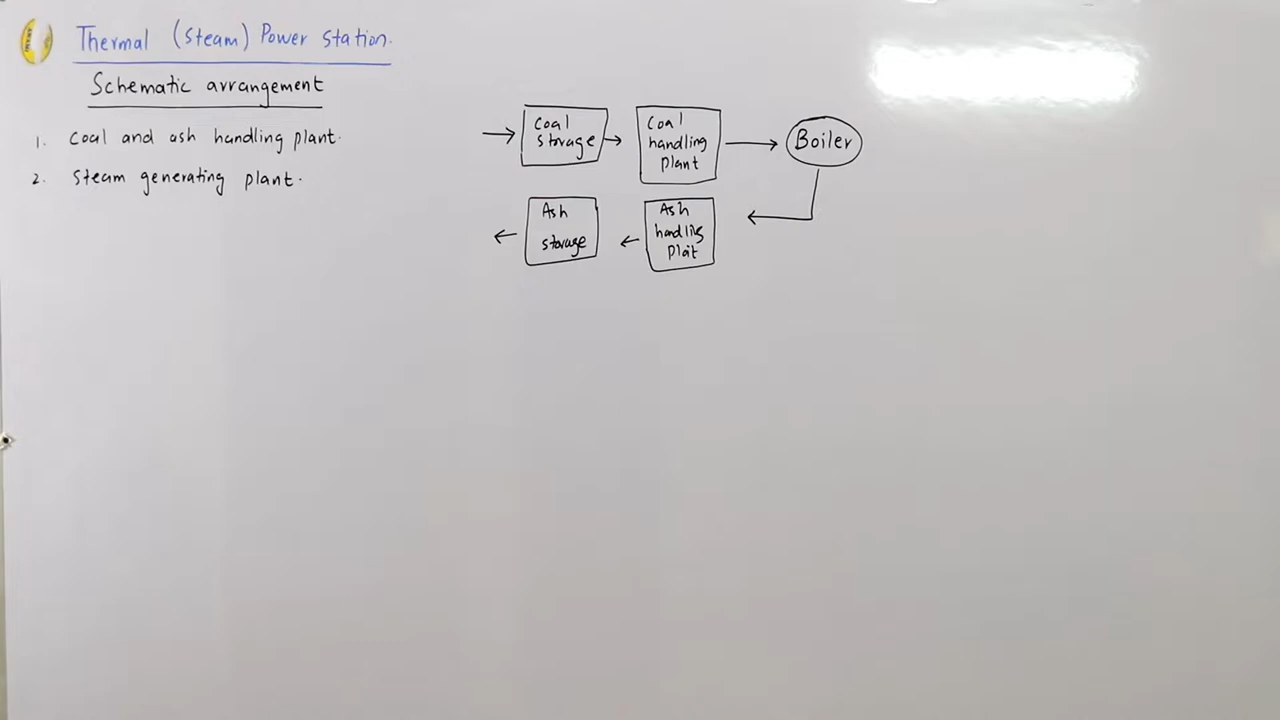 Thermal (Steam) Power station.
Schematic arrangement
1. Coal and ash handling plant.
2. Steam generating plant.
Coal
storage
Coal
handling
plant
Boiler
Ash
storage
Ash
handling
plat